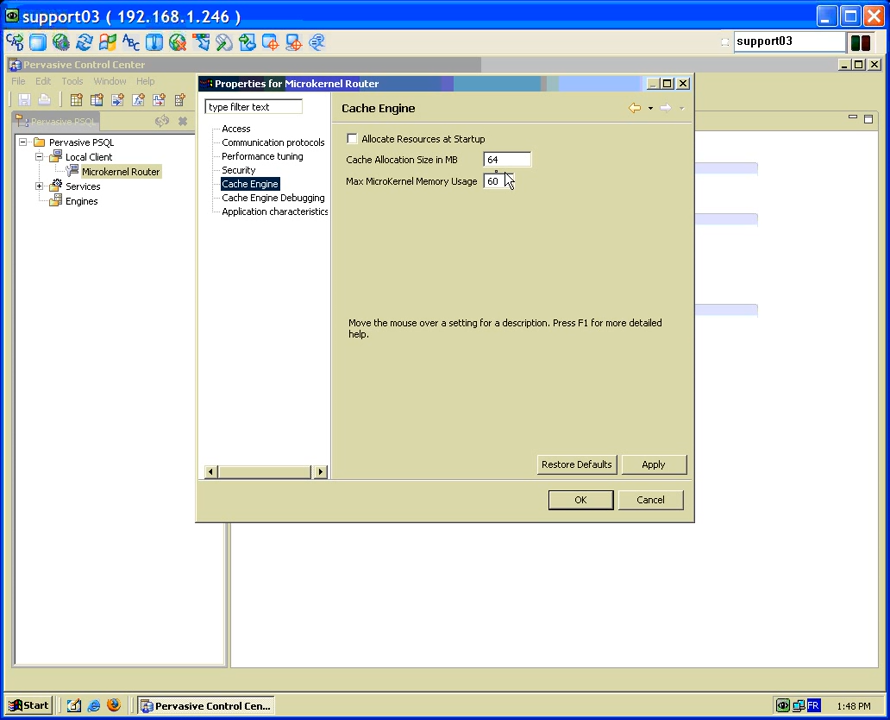 support03 ( 192.168.1.246 )
support03
Pervasive Control Center
File Edit Tools Window Help
Pervasive PSQL
Pervasive PSQL
Local Client
Microkernel Router
Services
Engines
Properties for Microkernel Router
type filter text
Access
Communication protocols
Performance tuning
Security
Cache Engine
Cache Engine Debugging
Application characteristics
Cache Engine
Allocate Resources at Startup
Cache Allocation Size in MB 64
Max MicroKernel Memory Usage 60
Move the mouse over a setting for a description. Press F1 for more detailed
help.
Restore Defaults Apply
OK Cancel
Start
Pervasive Control Cen...
FR
1:48 PM